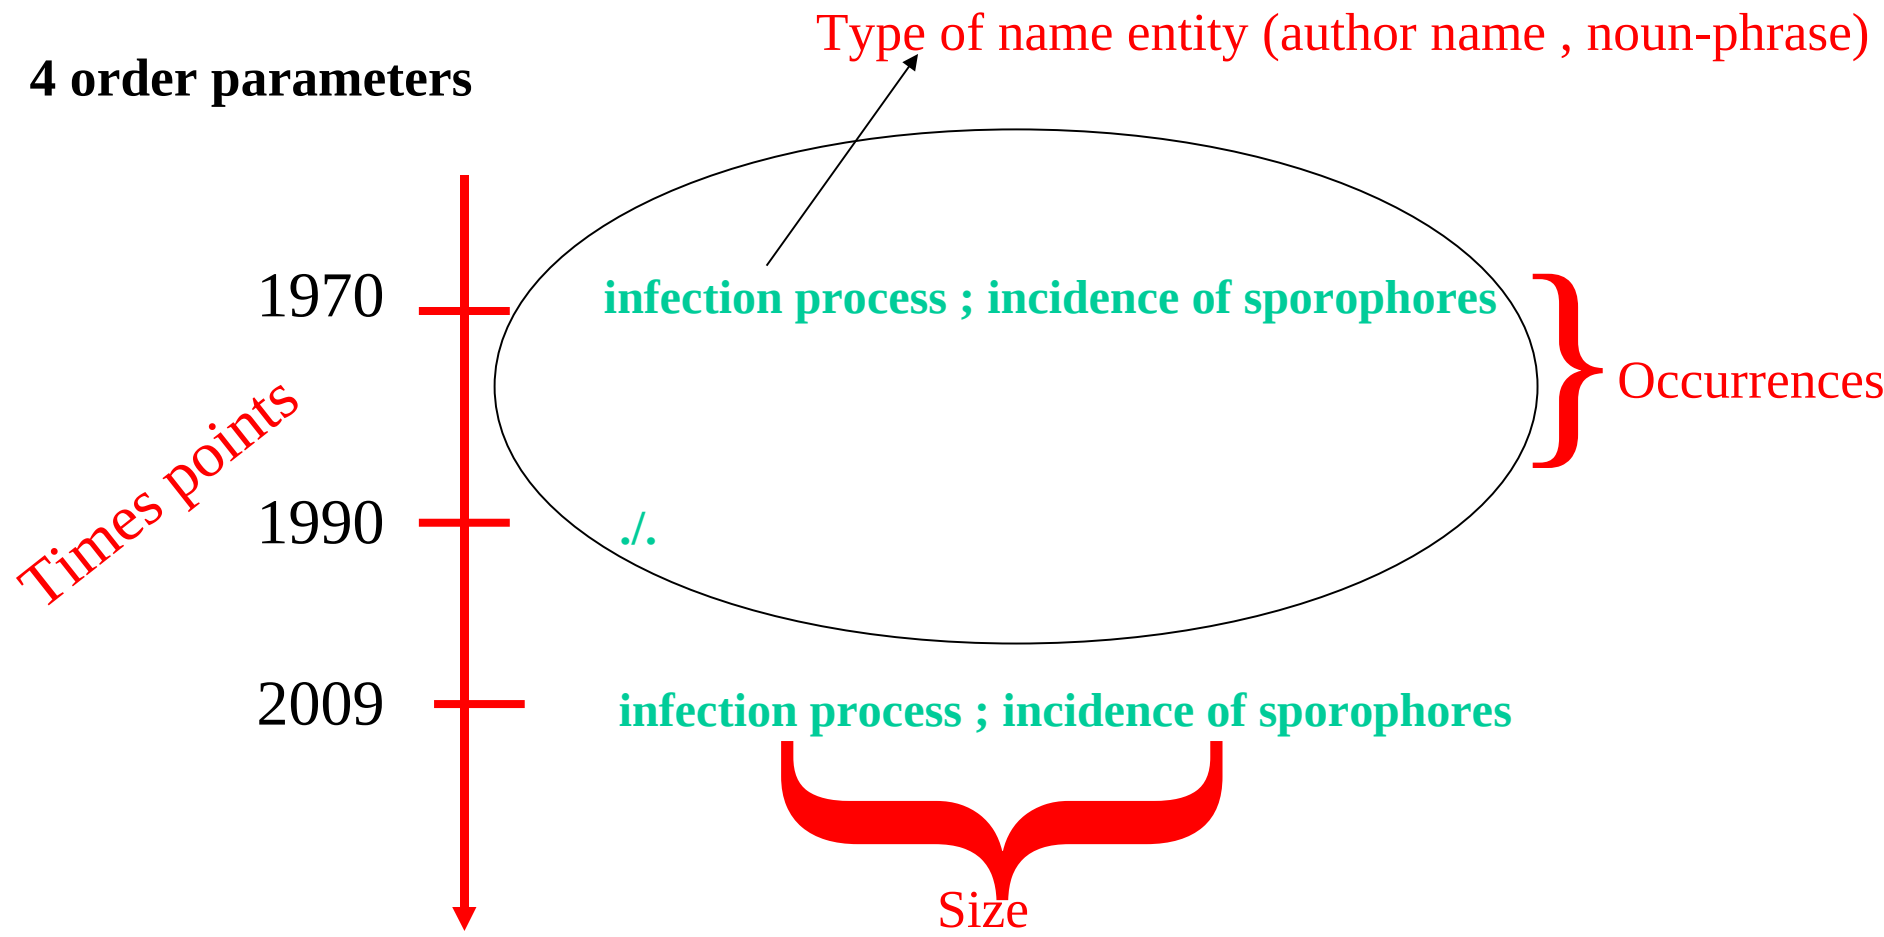 Type of name entity (author name , noun-phrase)
4 order parameters
1970
infection process ; incidence of sporophores
Occurrences
Times points
1990
./.
2009
infection process ; incidence of sporophores
Size